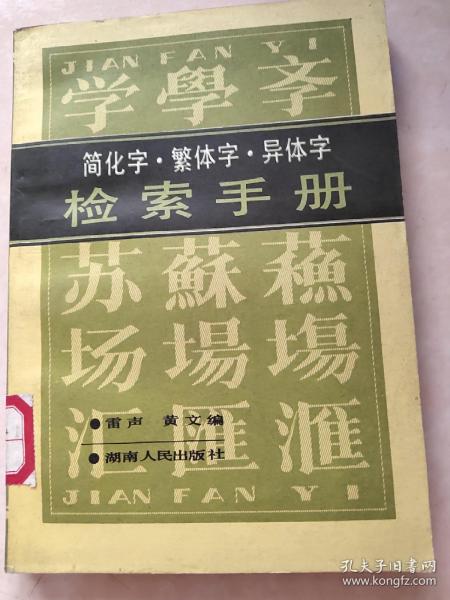 JIAN FAN YI
学 學 斈
简化字·繁体字·异体字
检索手册
苏 蘇 蘓
场 場 塲
汇 匯 滙
●雷声 黄文编
●湖南人民出版社
JIAN FAN YI
孔夫子旧书网
www.kongfz.com